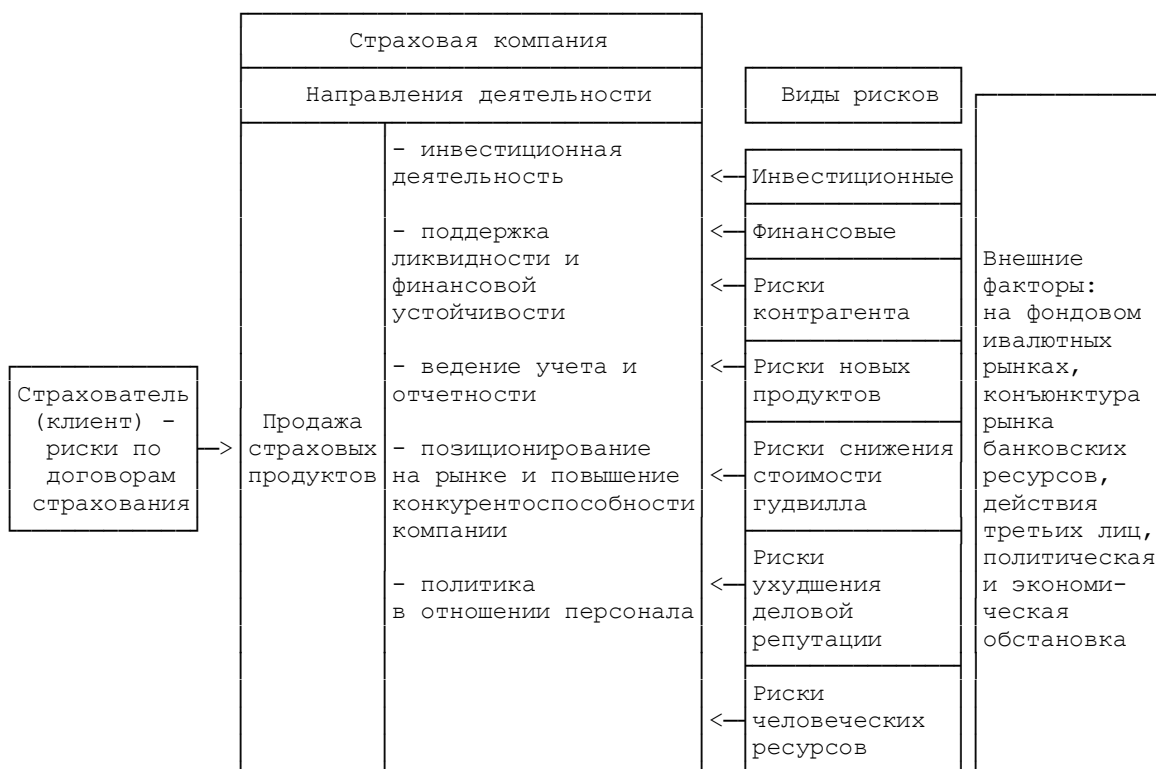 Страховая компания
Направления деятельности
Виды рисков
Страхователь
(клиент) -
риски по
договорам
страхования
Продажа
страховых
продуктов
- инвестиционная
деятельность
- поддержка
ликвидности и
финансовой
устойчивости
- ведение учета и
отчетности
- позиционирование
на рынке и повышение
конкурентоспособности
компании
- политика
в отношении персонала
Инвестиционные
Финансовые
Риски
контрагента
Риски новых
продуктов
Риски снижения
стоимости
гудвилла
Риски
ухудшения
деловой
репутации
Риски
человеческих
ресурсов
Внешние
факторы:
на фондовом
ивалютных
рынках,
конъюнктура
рынка
банковских
ресурсов,
действия
третьих лиц,
политическая
и экономи-
ческая
обстановка